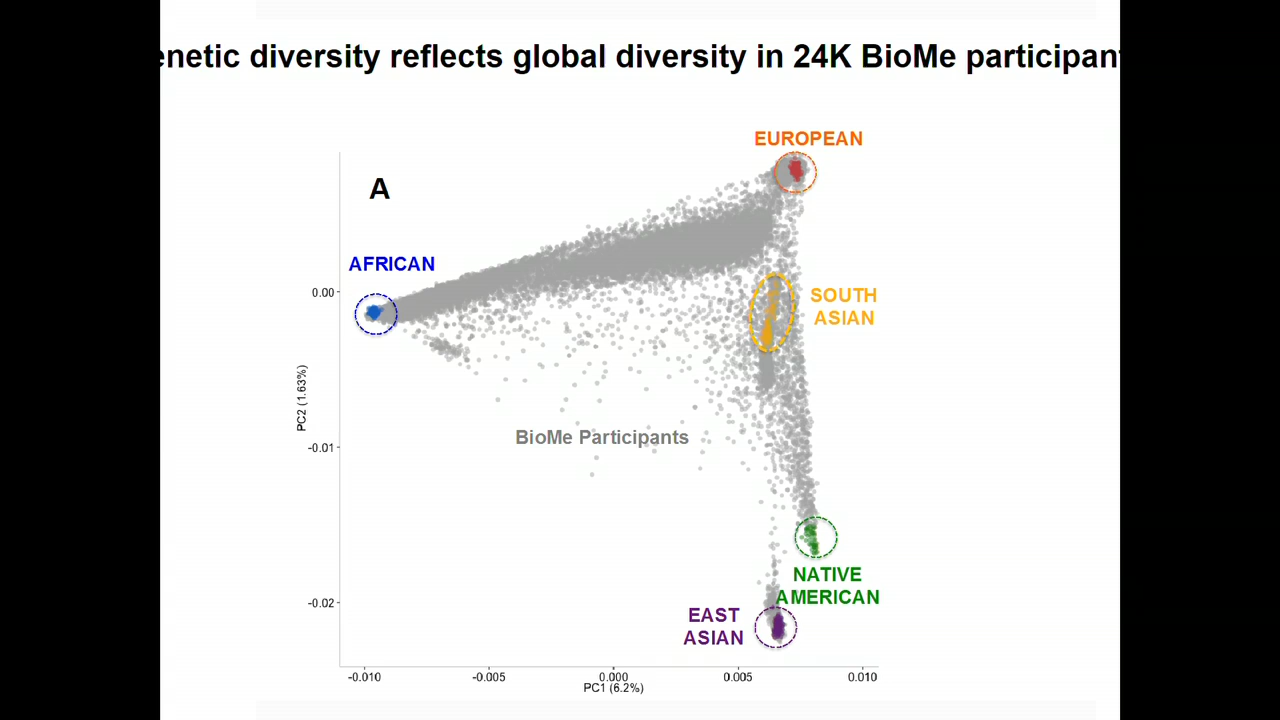 enetic diversity reflects global diversity in 24K BioMe participant
EUROPEAN
A
AFRICAN
SOUTH
ASIAN
0.00
PC2 (1.63%)
BioMe Participants
-0.01
NATIVE
AMERICAN
-0.02
EAST
ASIAN
-0.010 -0.005 0.000 0.005 0.010
PC1 (6.2%)